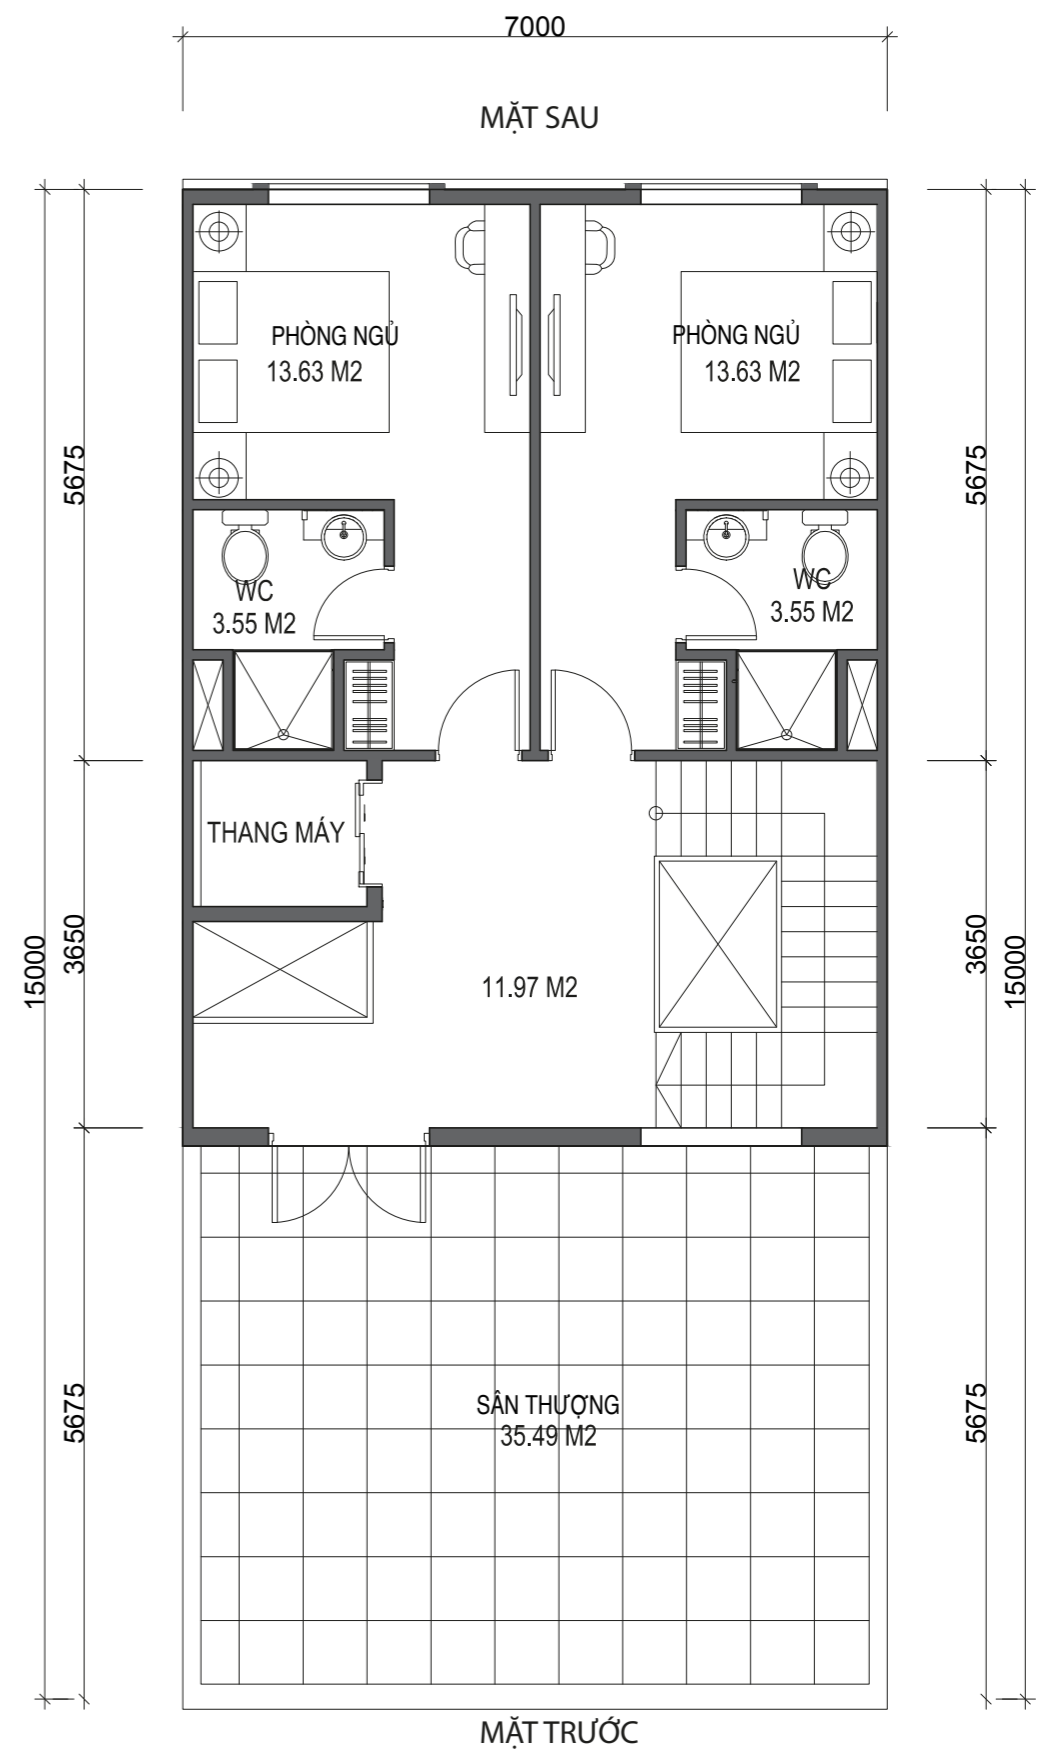 7000
MẶT SAU
PHÒNG NGỦ
13.63 M2
PHÒNG NGỦ
13.63 M2
5675
5675
WC
3.55 M2
WC
3.55 M2
THANG MÁY
15000
3650
11.97 M2
3650
15000
5675
SÂN THƯỢNG
35.49 M2
5675
MẶT TRƯỚC